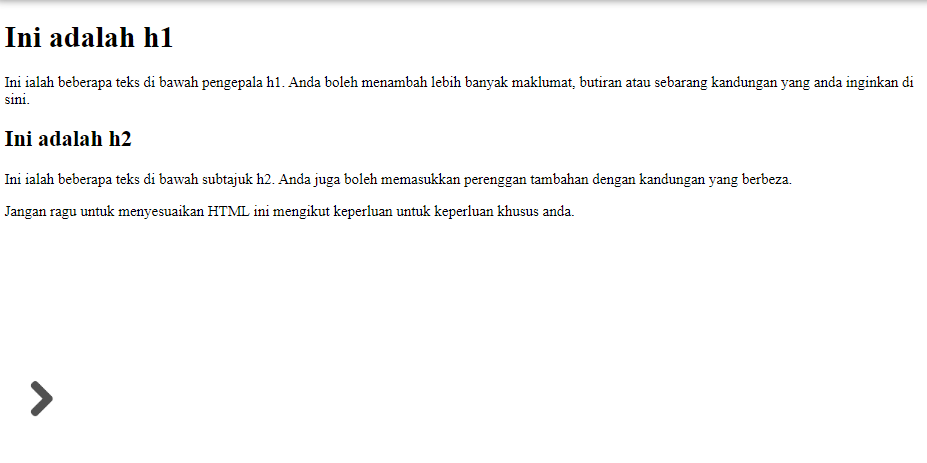 Ini adalah h1
Ini ialah beberapa teks di bawah pengepala h1. Anda boleh menambah lebih banyak maklumat, butiran atau sebarang kandungan yang anda inginkan di
sini.
Ini adalah h2
Ini ialah beberapa teks di bawah subtajuk h2. Anda juga boleh memasukkan perenggan tambahan dengan kandungan yang berbeza.
Jangan ragu untuk menyesuaikan HTML ini mengikut keperluan untuk keperluan khusus anda.